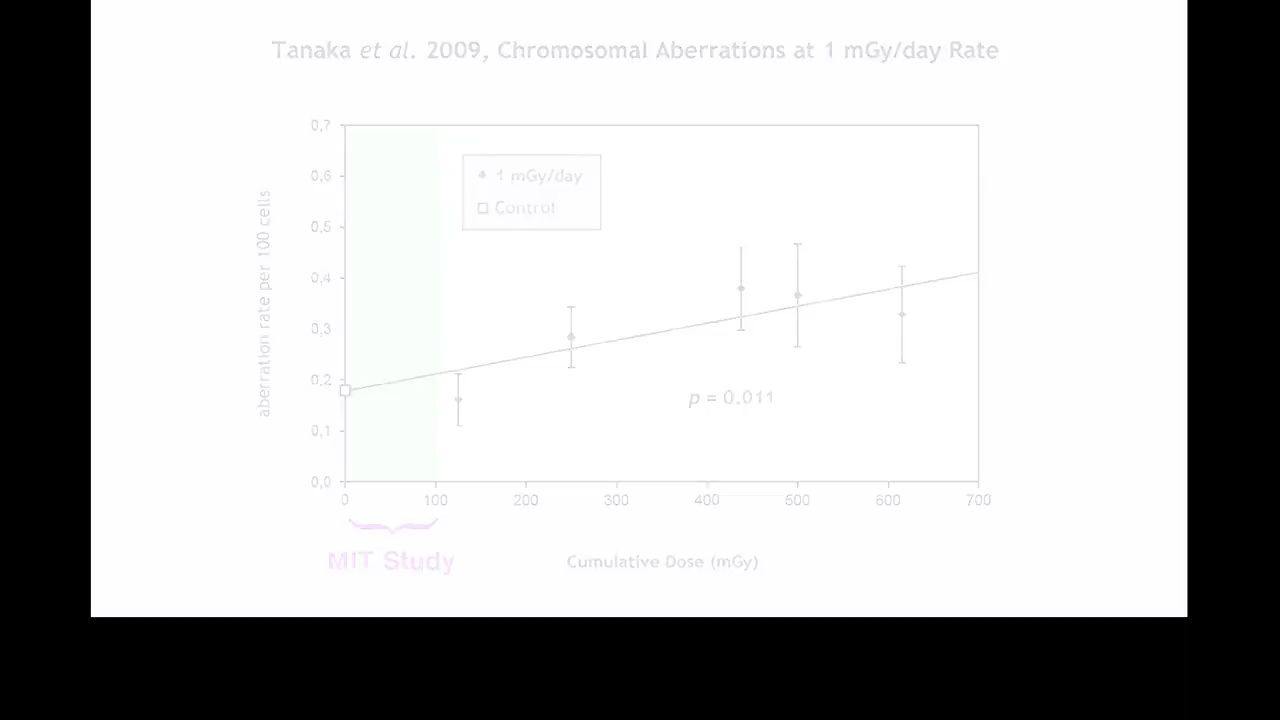 Tanaka et al. 2009, Chromosomal Aberrations at 1 mGy/day Rate
0,7
0,6
0,5
0,4
0,3
0,2
0,1
0,0
aberration rate per 100 cells
1 mGy/day
Control
p = 0.011
0 100 200 300 400 500 600 700
MIT Study
Cumulative Dose (mGy)